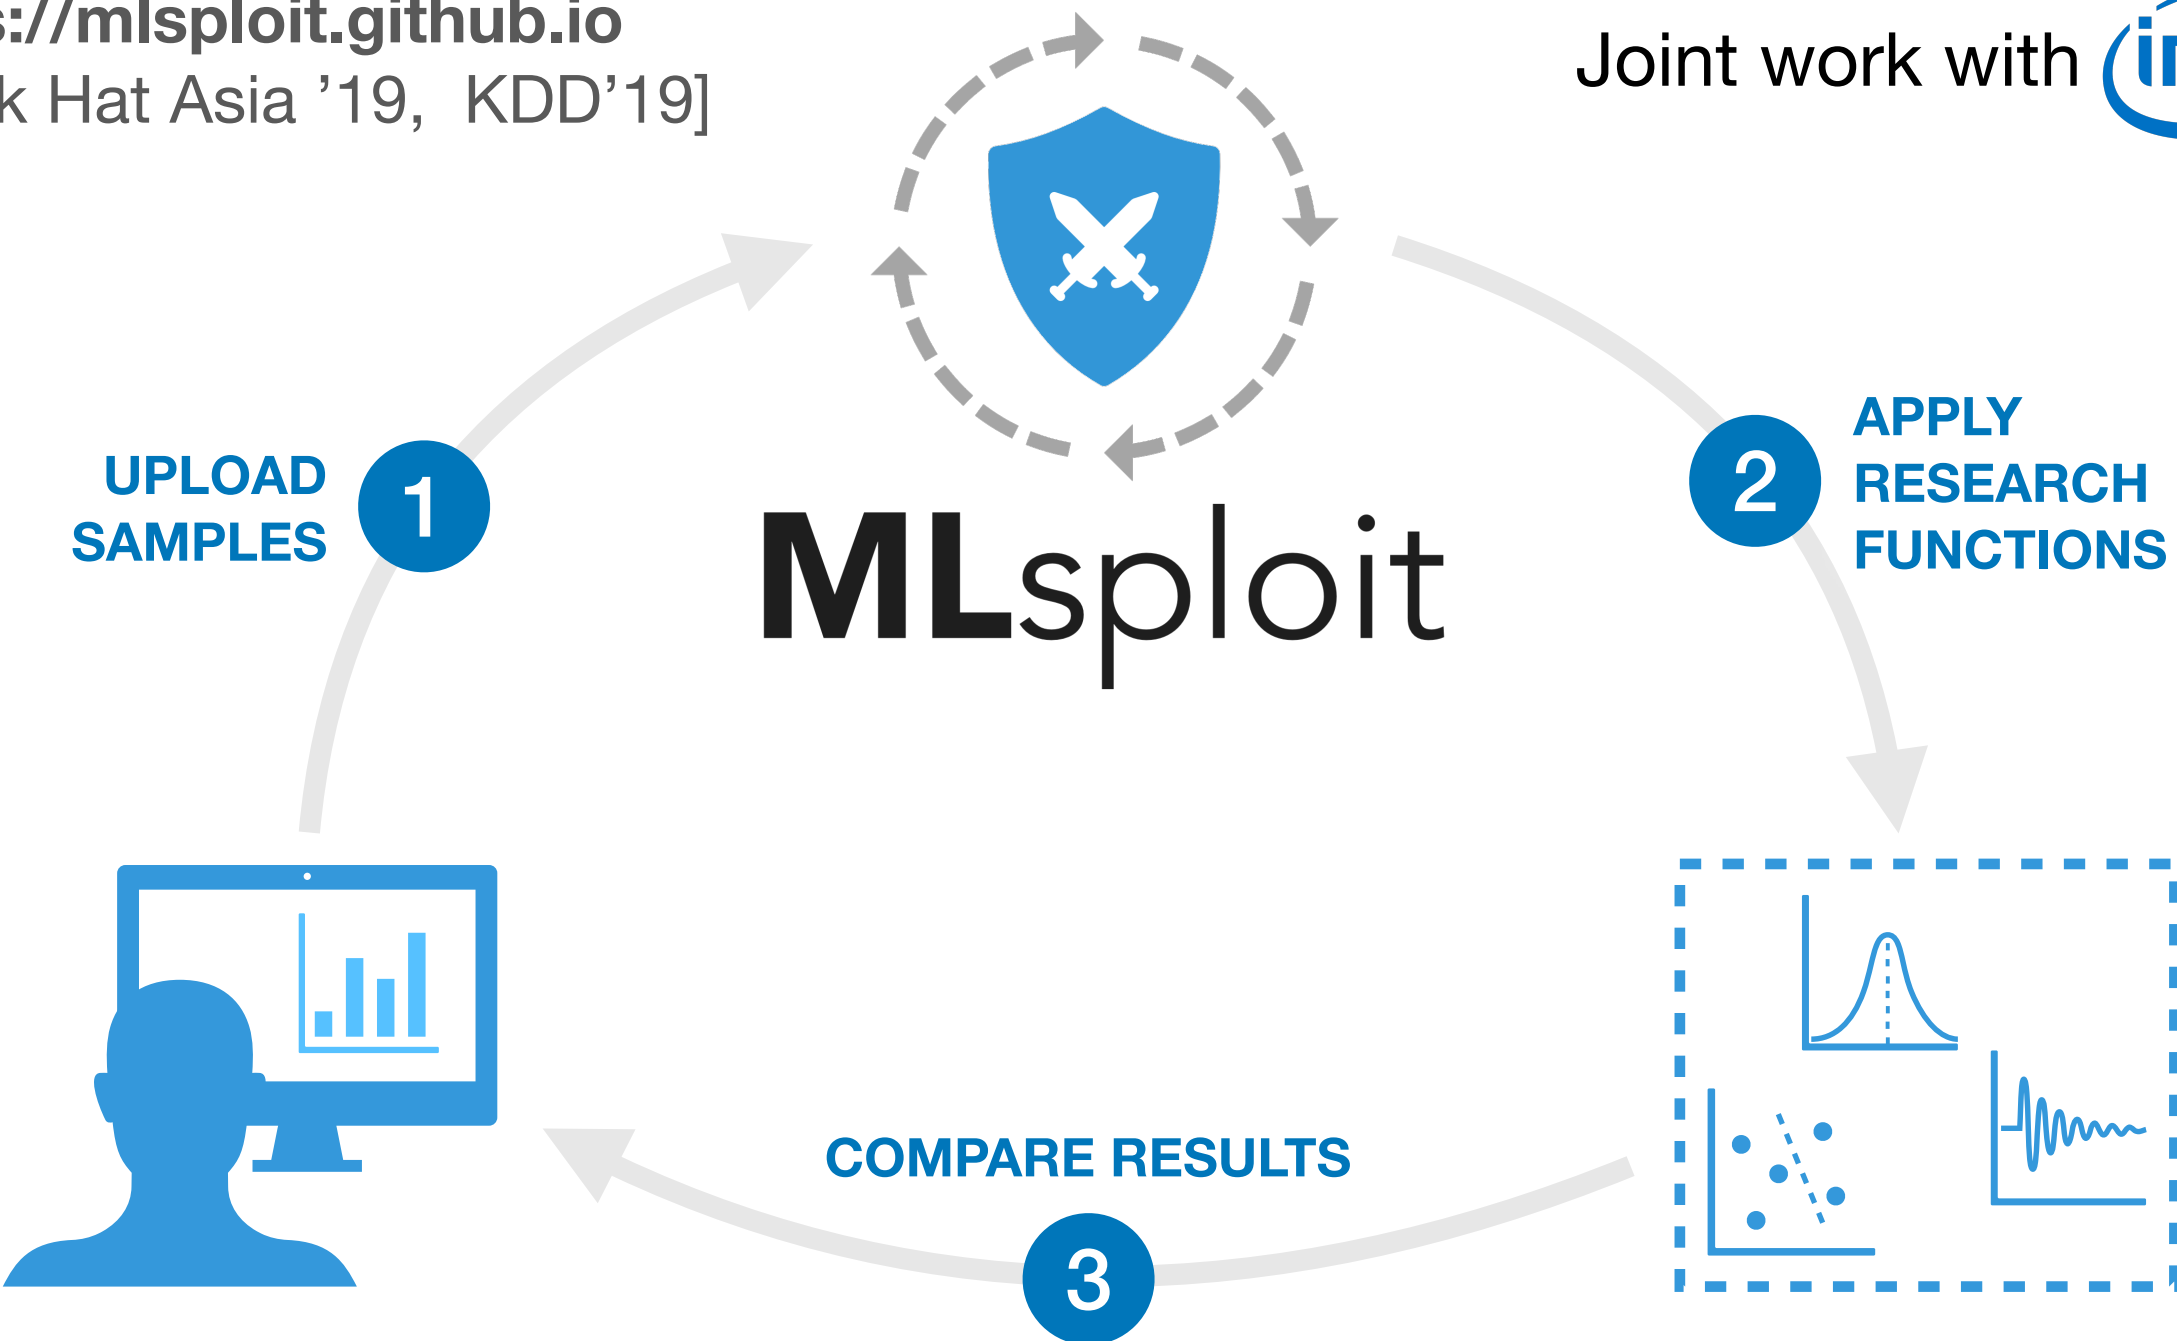 s://mlsploit.github.io
k Hat Asia ’19, KDD’19]
Joint work with
UPLOAD
SAMPLES
1
2
APPLY
RESEARCH
FUNCTIONS
MLsploit
COMPARE RESULTS
3